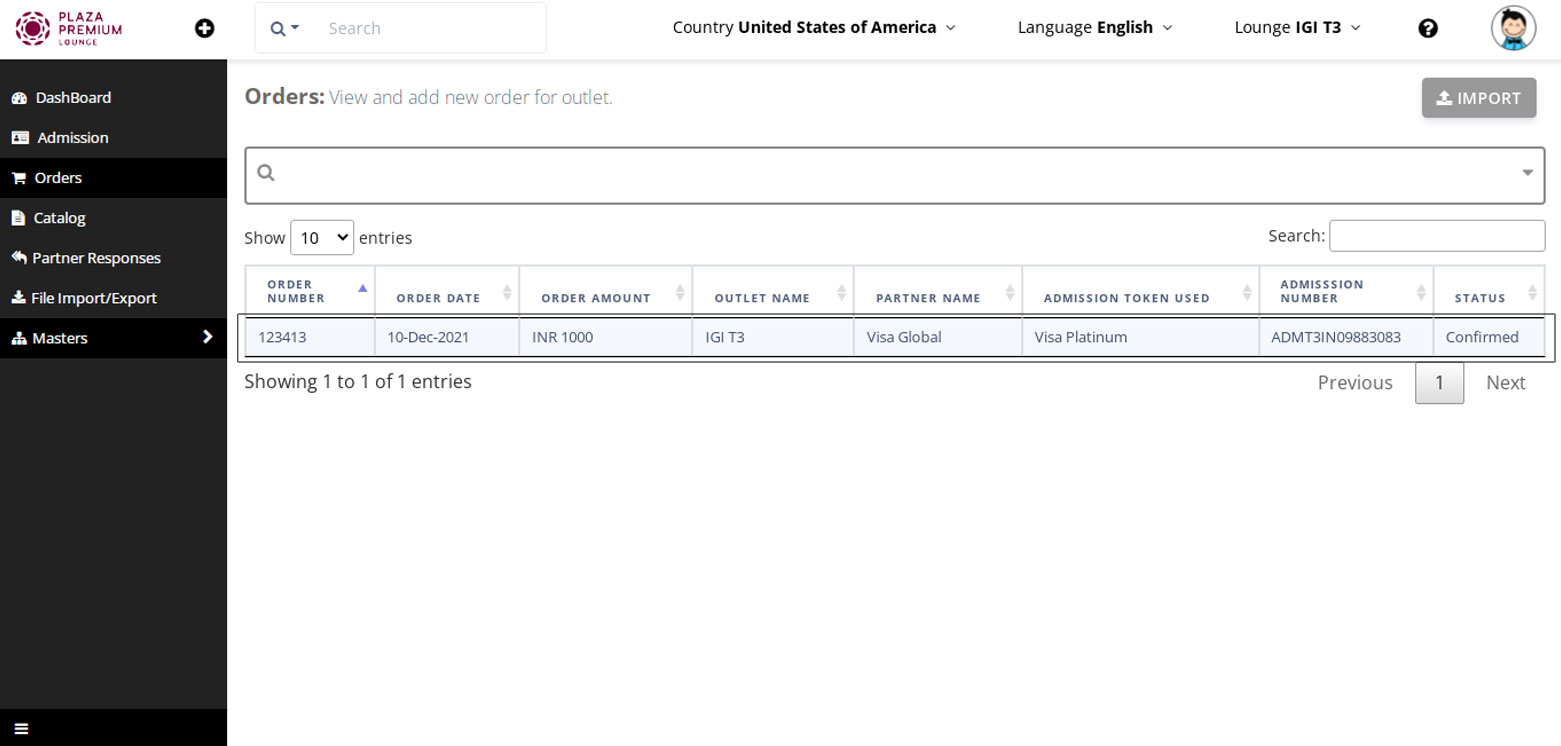 PLAZA
PREMIUM
LOUNGE
Search
Country United States of America
Language English
Lounge IGI T3
DashBoard
Admission
Orders
Catalog
Partner Responses
File Import/Export
Masters
Orders: View and add new order for outlet.
IMPORT
Show 10 entries
Search:
ORDER NUMBER ORDER DATE ORDER AMOUNT OUTLET NAME PARTNER NAME ADMISSION TOKEN USED ADMISSSION NUMBER STATUS
123413 10-Dec-2021 INR 1000 IGI T3 Visa Global Visa Platinum ADMT3IN09883083 Confirmed
Showing 1 to 1 of 1 entries
Previous 1 Next